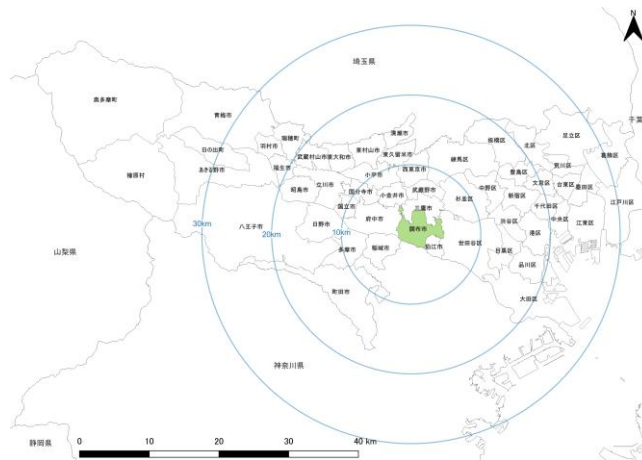 N
埼玉県
千葉
奥多摩町
青梅市
瑞穂町
清瀬市
板橋区
北区
足立区
葛飾区
日の出町
羽村市
武蔵村山市
東大和市
東村山市
東久留米市
練馬区
豊島区
荒川区
檜原村
あきる野市
福生市
小平市
西東京市
文京区
台東区
墨田区
昭島市
立川市
国分寺市
小金井市
武蔵野市
中野区
新宿区
江戸川区
国立市
三鷹市
杉並区
千代田区
府中市
渋谷区
中央区
江東区
30km
八王子市
20km
日野市
10km
調布市
港区
世田谷区
目黒区
山梨県
多摩市
稲城市
狛江市
品川区
町田市
大田区
神奈川県
静岡県
0 10 20 30 40 km